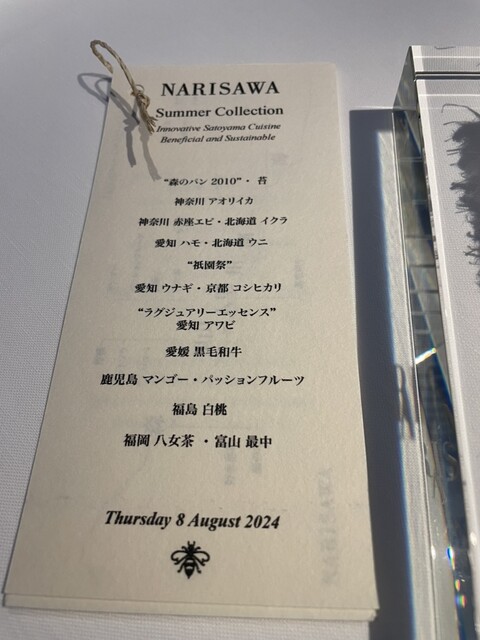 NARISAWA
Summer Collection
Innovative Satoyama Cuisine
Beneficial and Sustainable
“森のパン 2010”・ 苔
神奈川 アオリイカ
神奈川 赤座エビ・北海道 イクラ
愛知 ハモ・北海道 ウニ
“祇園祭”
愛知 ウナギ・京都 コシヒカリ
“ラグジュアリーエッセンス”
愛知 アワビ
愛媛 黒毛和牛
鹿児島 マンゴー・パッションフルーツ
福島 白桃
福岡 八女茶 ・富山 最中
Thursday 8 August 2024